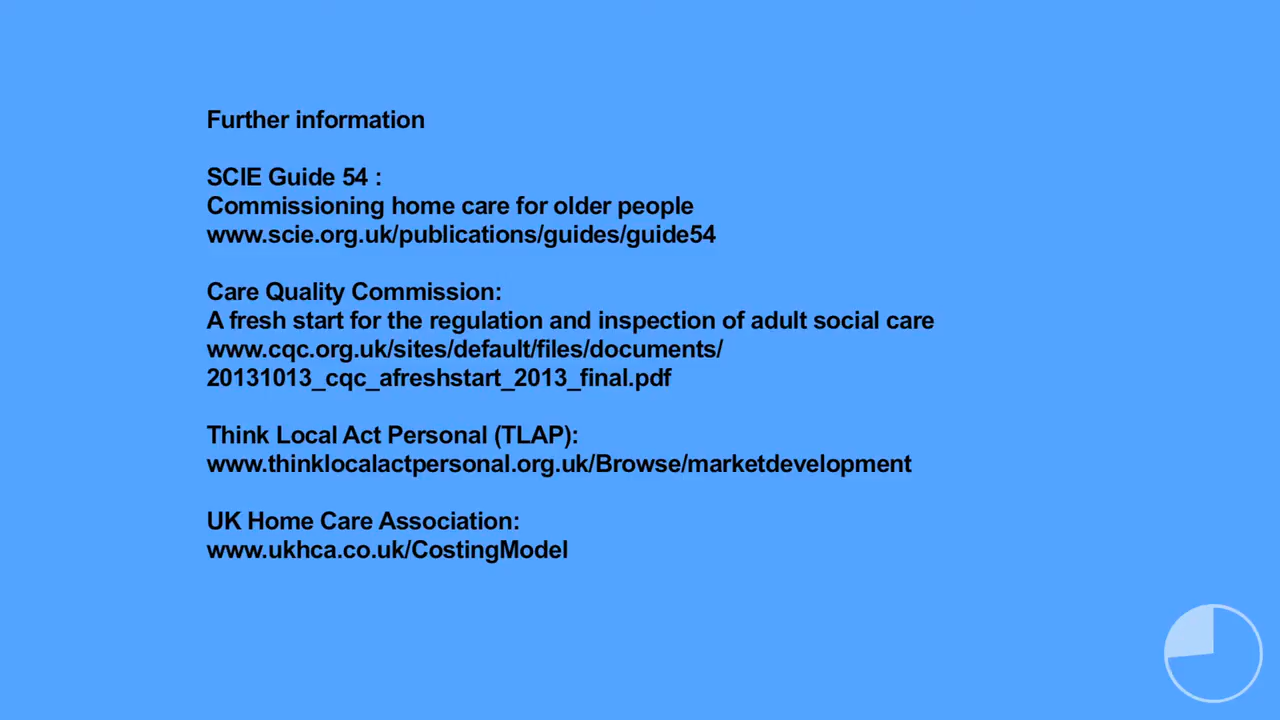 Further information
SCIE Guide 54 :
Commissioning home care for older people
www.scie.org.uk/publications/guides/guide54
Care Quality Commission:
A fresh start for the regulation and inspection of adult social care
www.cqc.org.uk/sites/default/files/documents/
20131013_cqc_afreshstart_2013_final.pdf
Think Local Act Personal (TLAP):
www.thinklocalactpersonal.org.uk/Browse/marketdevelopment
UK Home Care Association:
www.ukhca.co.uk/CostingModel